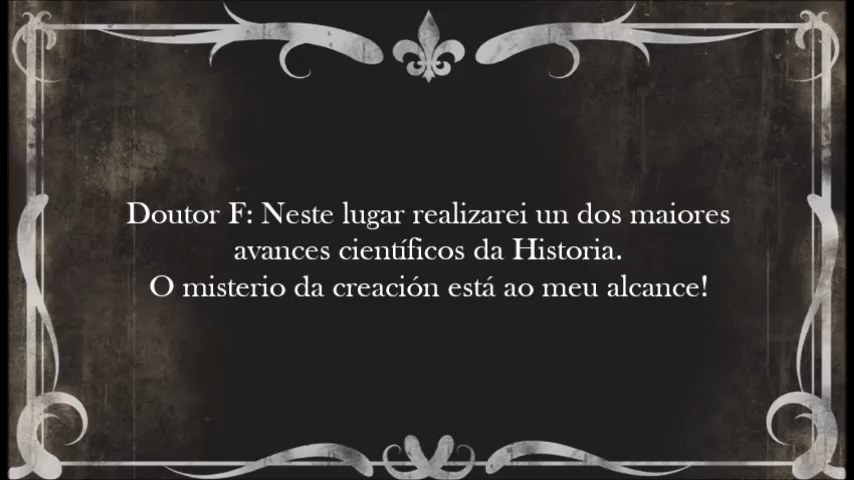 Doutor F: Neste lugar realizarei un dos maiores
avances científicos da Historia.
O misterio da creación está ao meu alcance!